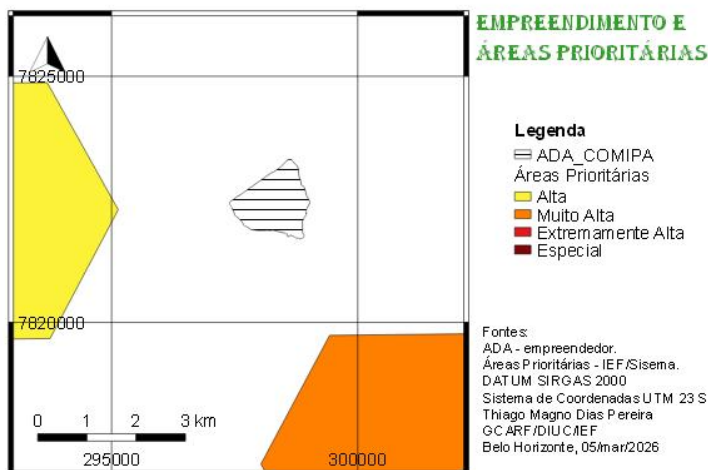 EMPREENDIMENTO E
ÁREAS PRIORITÁRIAS
7825000
7820000
0 1 2 3 km
295000 300000
Legenda
ADA_COMIPA
Áreas Prioritárias
Alta
Muito Alta
Extremamente Alta
Especial
Fontes:
ADA - empreendedor.
Áreas Prioritárias - IEF/Sisema.
DATUM SIRGAS 2000
Sistema de Coordenadas UTM 23 S
Thiago Magno Dias Pereira
GCARF/DIUC/IEF
Belo Horizonte, 05/mar/2026